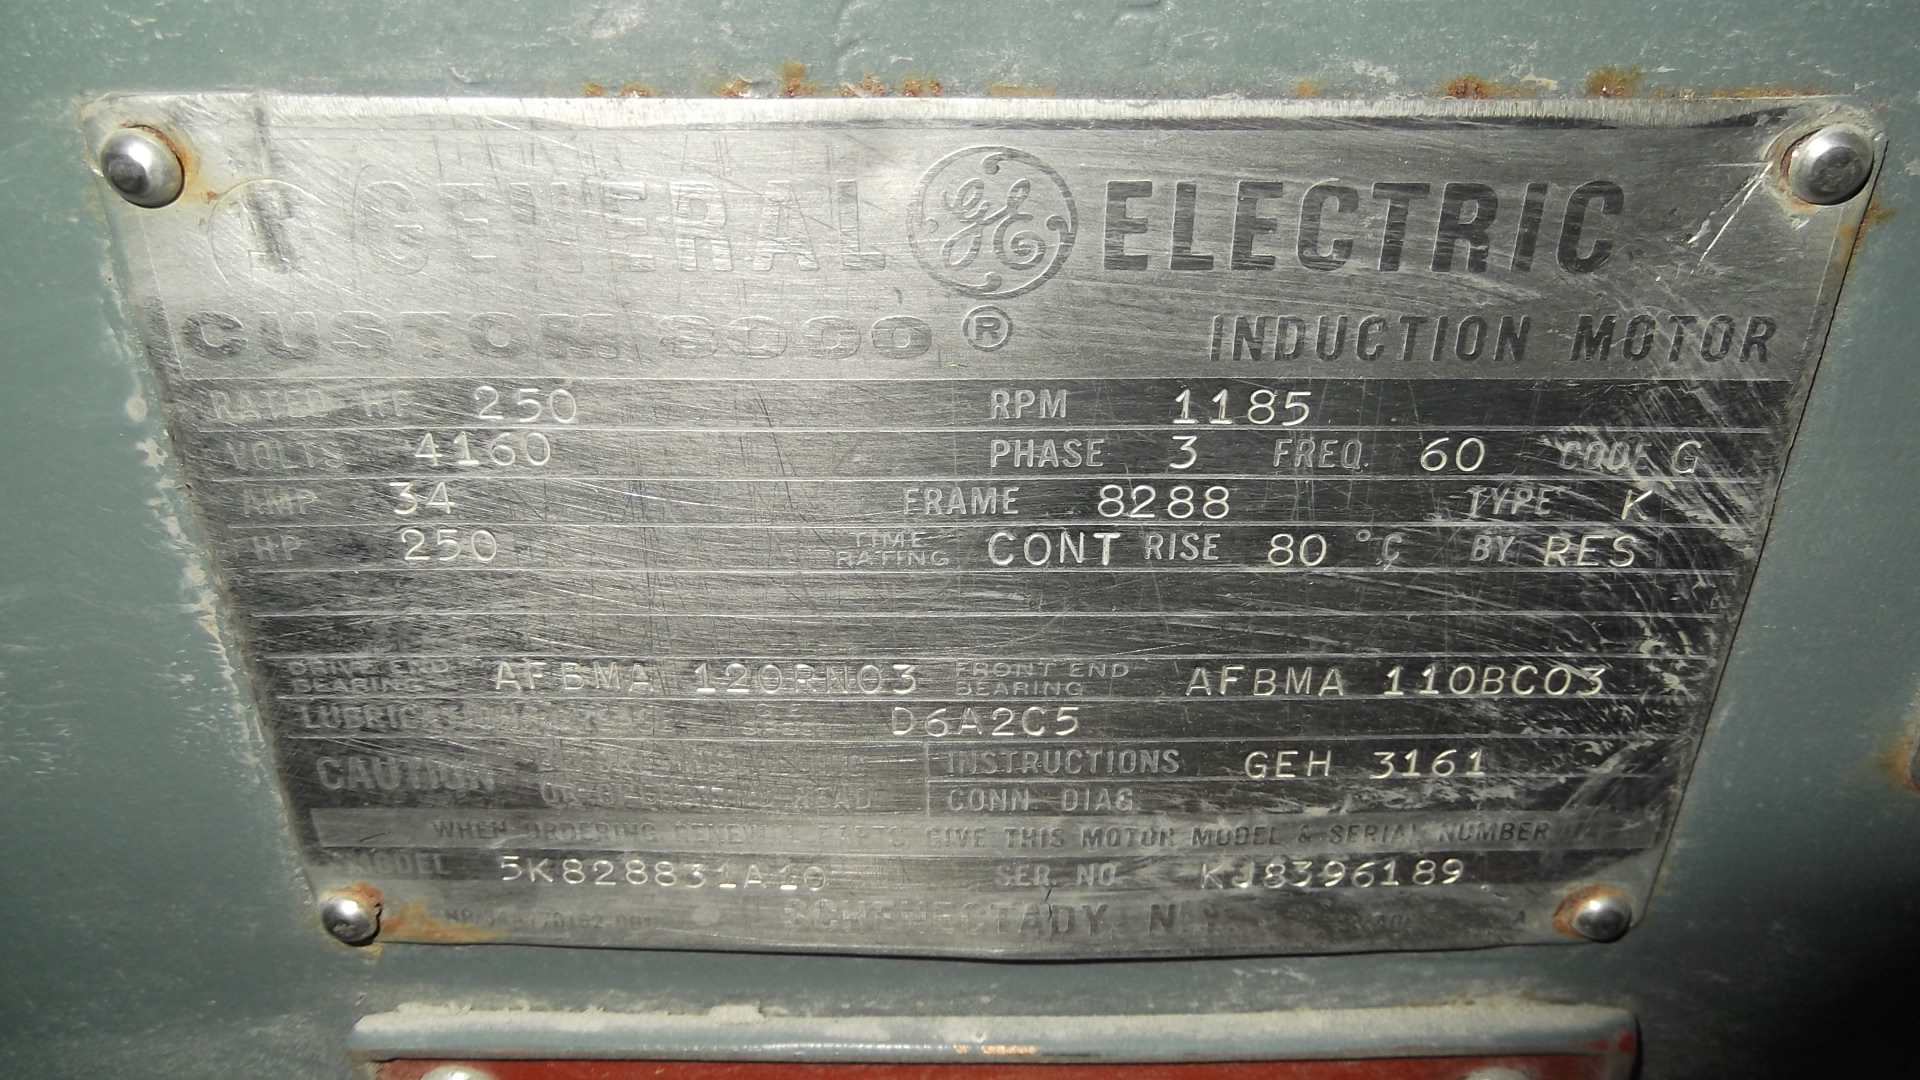 GENERAL GE ELECTRIC
CUSTOM 8000 ® INDUCTION MOTOR
RATED HP 250 RPM 1185
VOLTS 4160 PHASE 3 FREQ. 60 CODE G
AMP 34 FRAME 8288 TYPE K
HP 250 TIME RATING CONT RISE 80 °C BY RES
DRIVE END BEARING AFBMA 120RN03 FRONT END BEARING AFBMA 110BC03
D6A2C5
CAUTION OR READ INSTRUCTIONS GEH 3161
CONN. DIAG.
WHEN ORDERING RENEWAL PARTS GIVE THIS MOTOR MODEL & SERIAL NUMBER
MODEL 5K828831A10 SER. NO. KJ8396189
SCHENECTADY, N.Y.